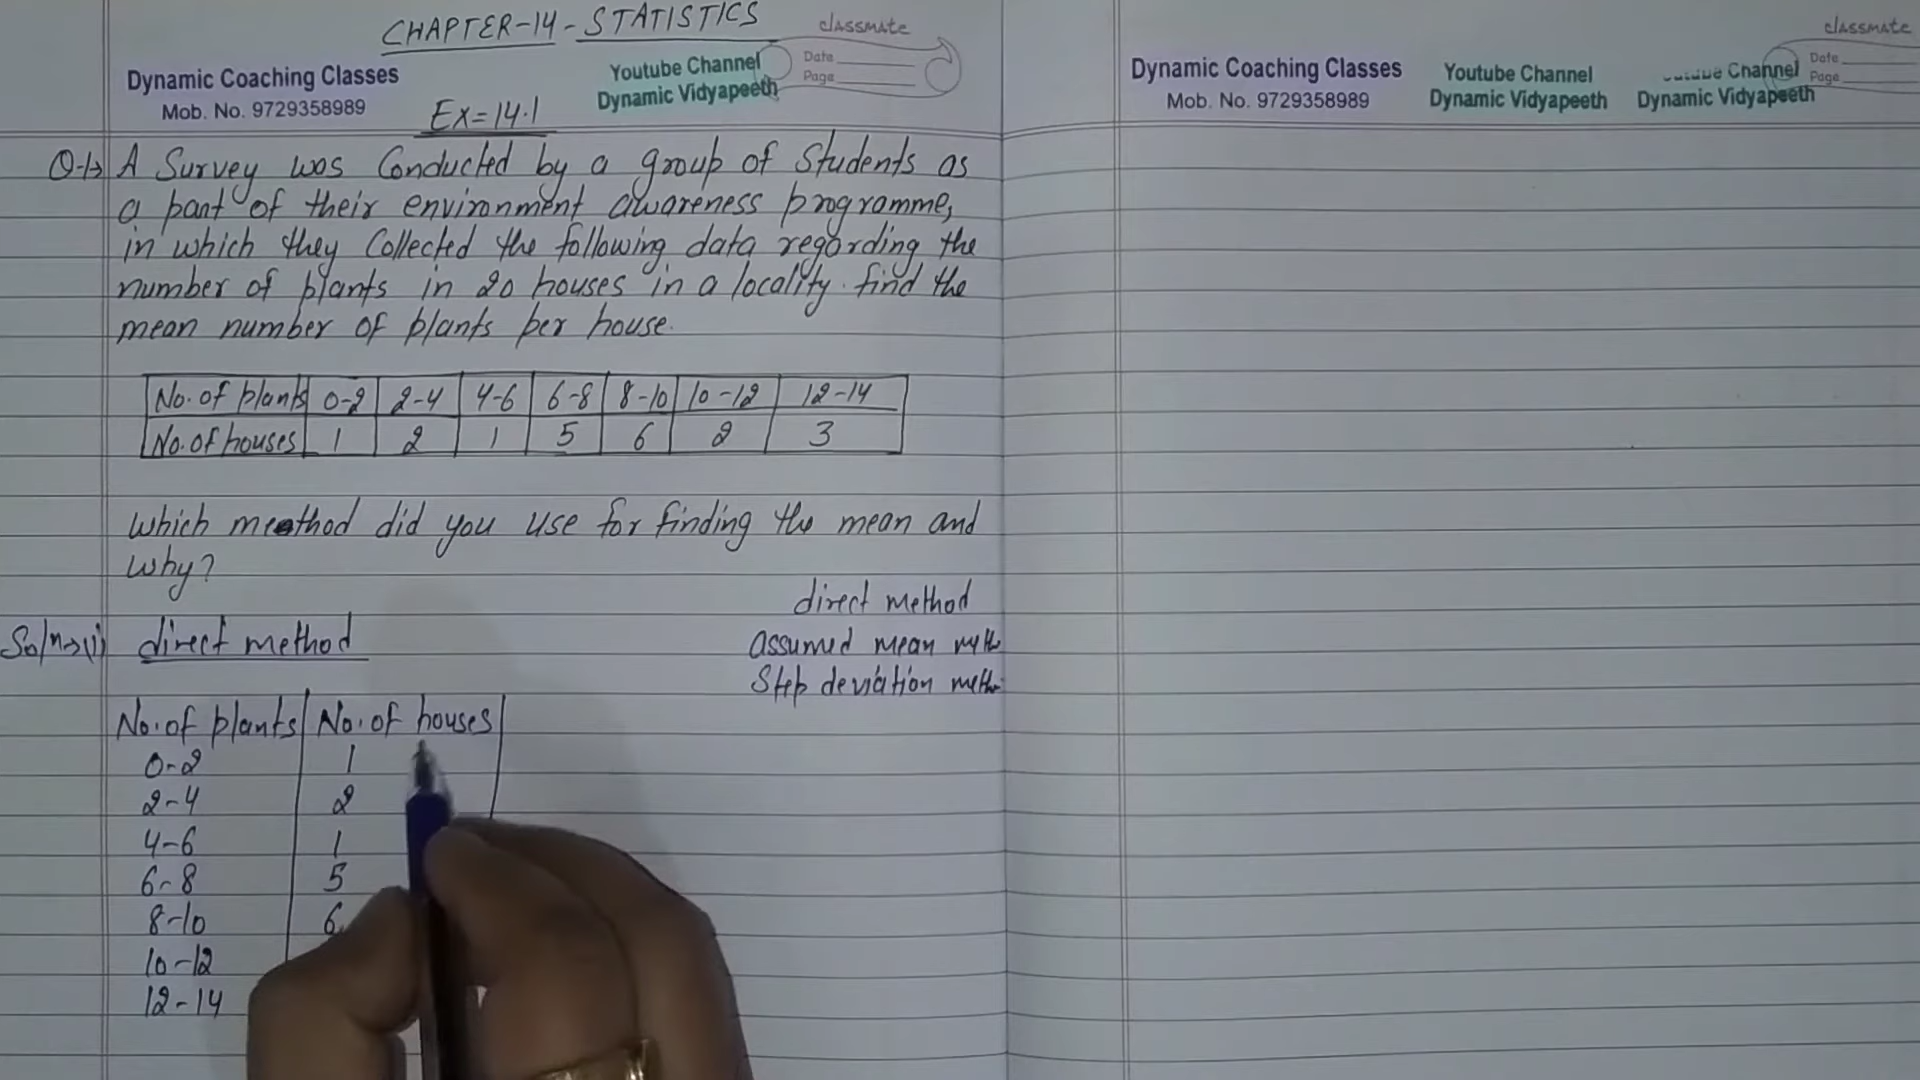 CHAPTER-14-STATISTICS
classmate
Date
Page
Dynamic Coaching Classes
Mob. No. 9729358989
Youtube Channel
Dynamic Vidyapeeth
Ex=14.1
Q-1> A Survey was Conducted by a group of Students as
a part of their environment awareness programme,
in which they Collected the following data regarding the
number of plants in 20 houses in a locality. find the
mean number of plants per house.
No. of plants 0-2 2-4 4-6 6-8 8-10 10-12 12-14
No. of houses 1 2 1 5 6 2 3
which method did you use for finding the mean and
why?
direct method
Assumed mean meth
Step deviation meth
Soln>(1) direct method
No. of plants No. of houses
0-2 1
2-4 2
4-6 1
6-8 5
8-10 6
10-12
12-14
classmate
Date
Page
Dynamic Coaching Classes
Mob. No. 9729358989
Youtube Channel
Dynamic Vidyapeeth
Channel
Dynamic Vidyapeeth